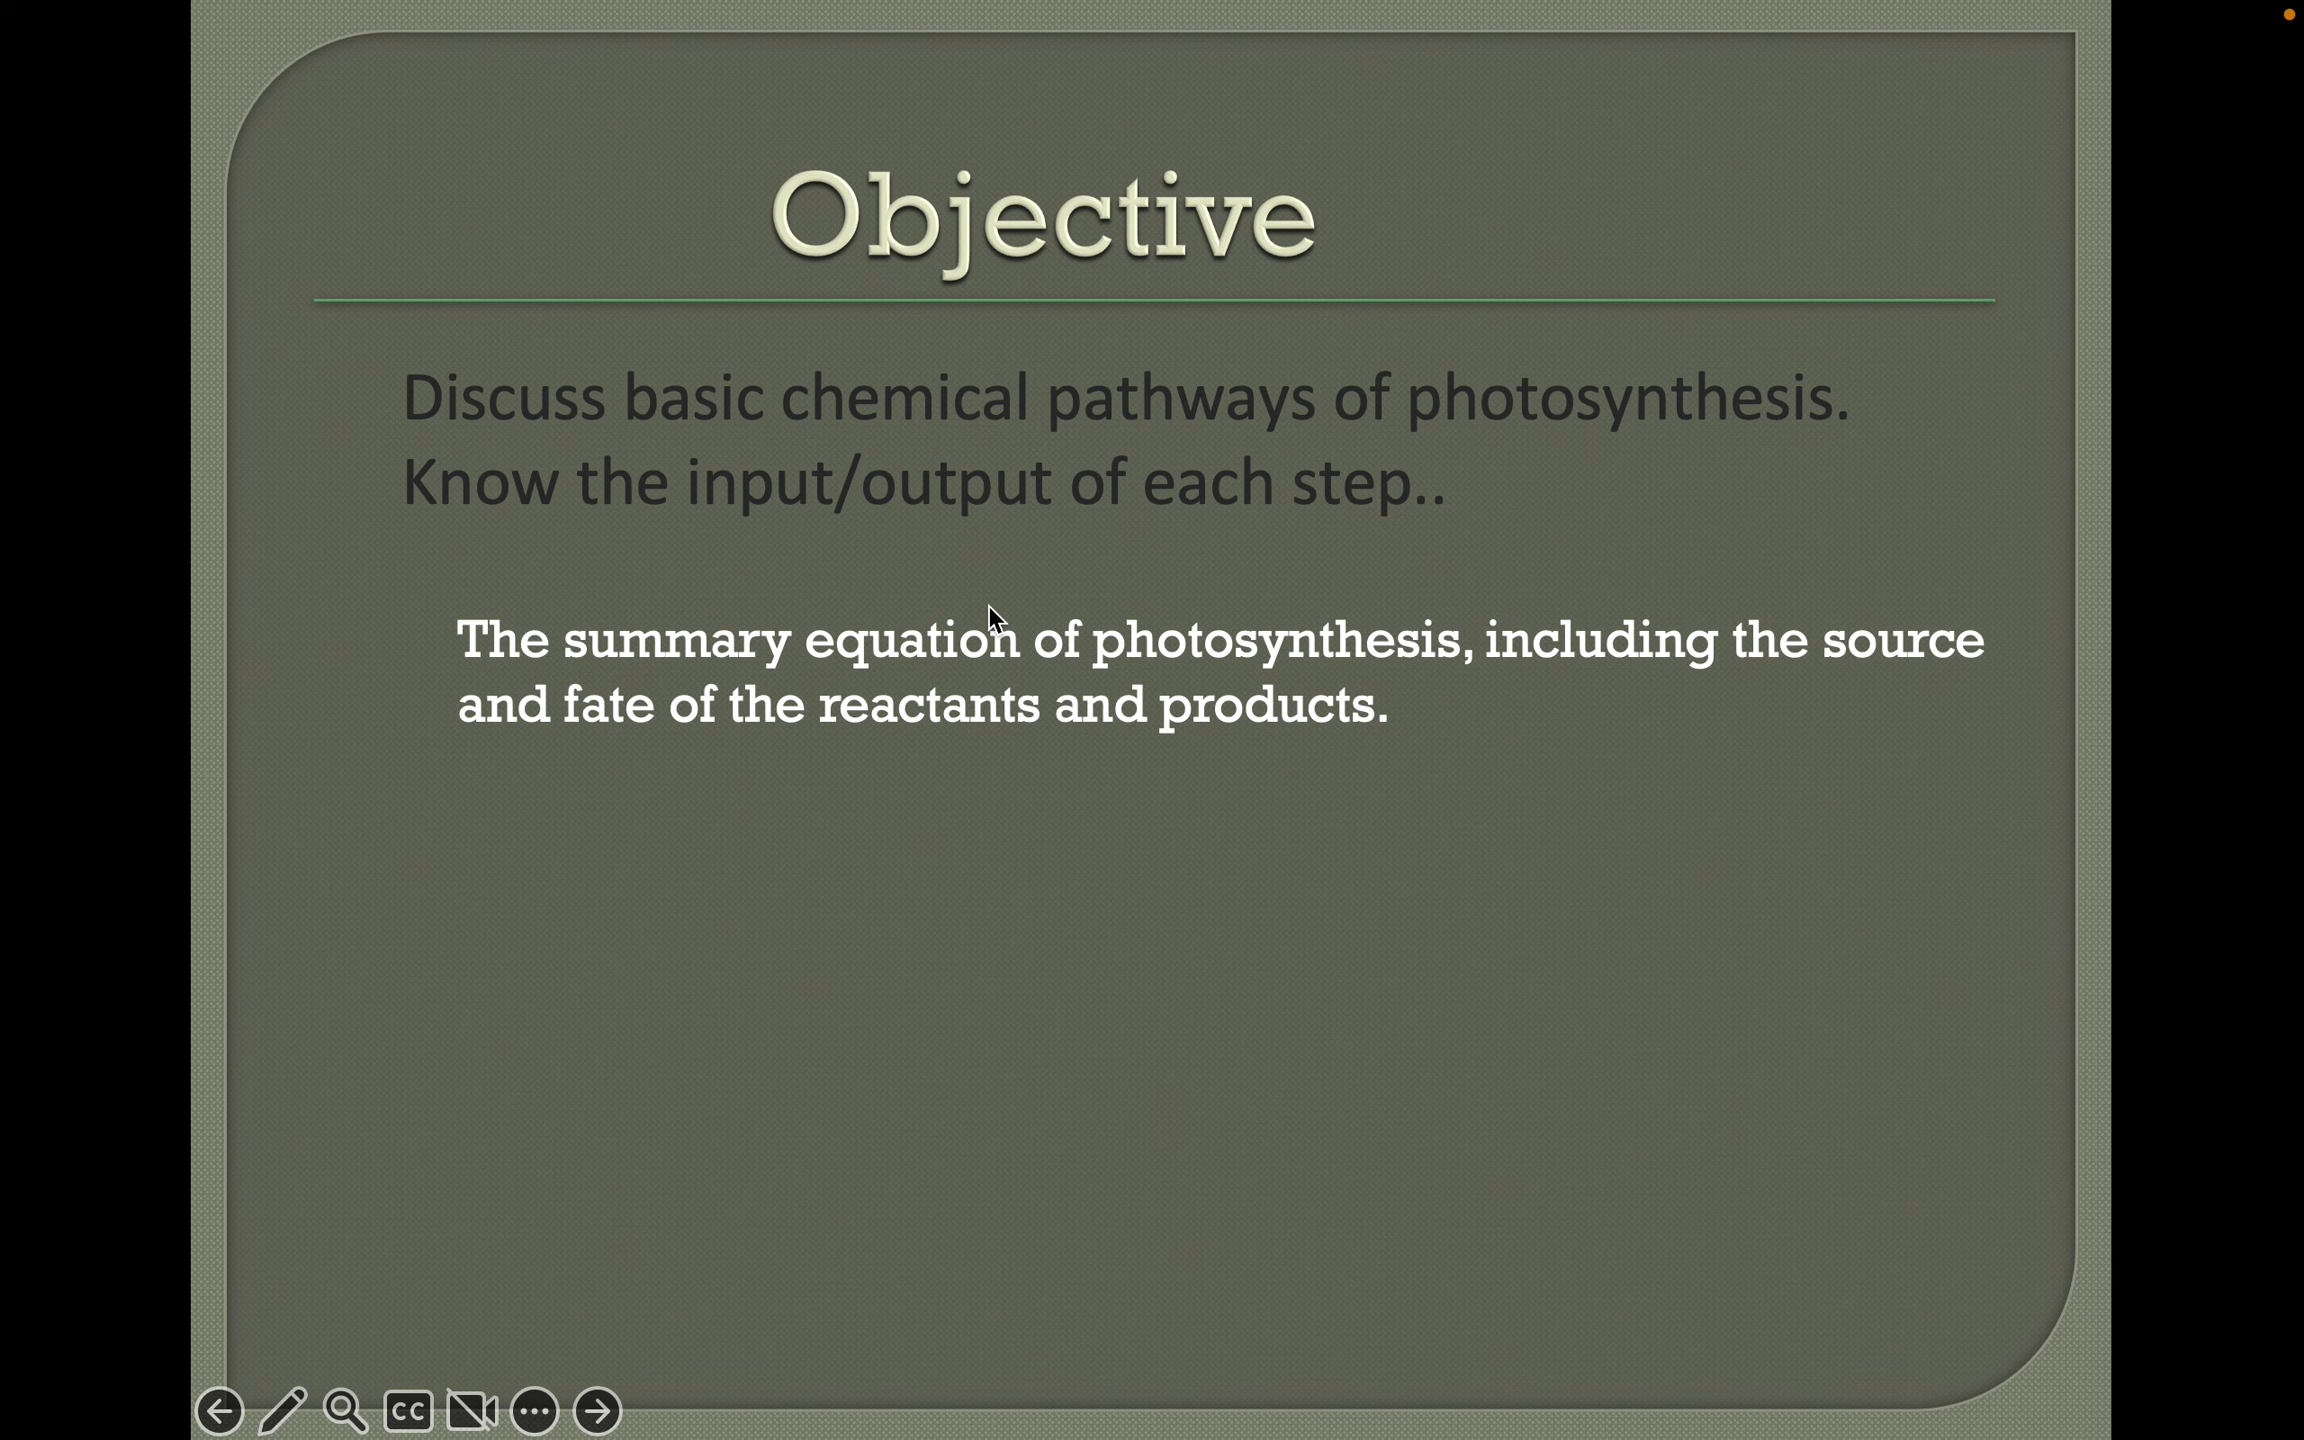 Objective
Discuss basic chemical pathways of photosynthesis.
Know the input/output of each step..
The summary equation of photosynthesis, including the source
and fate of the reactants and products.
CC